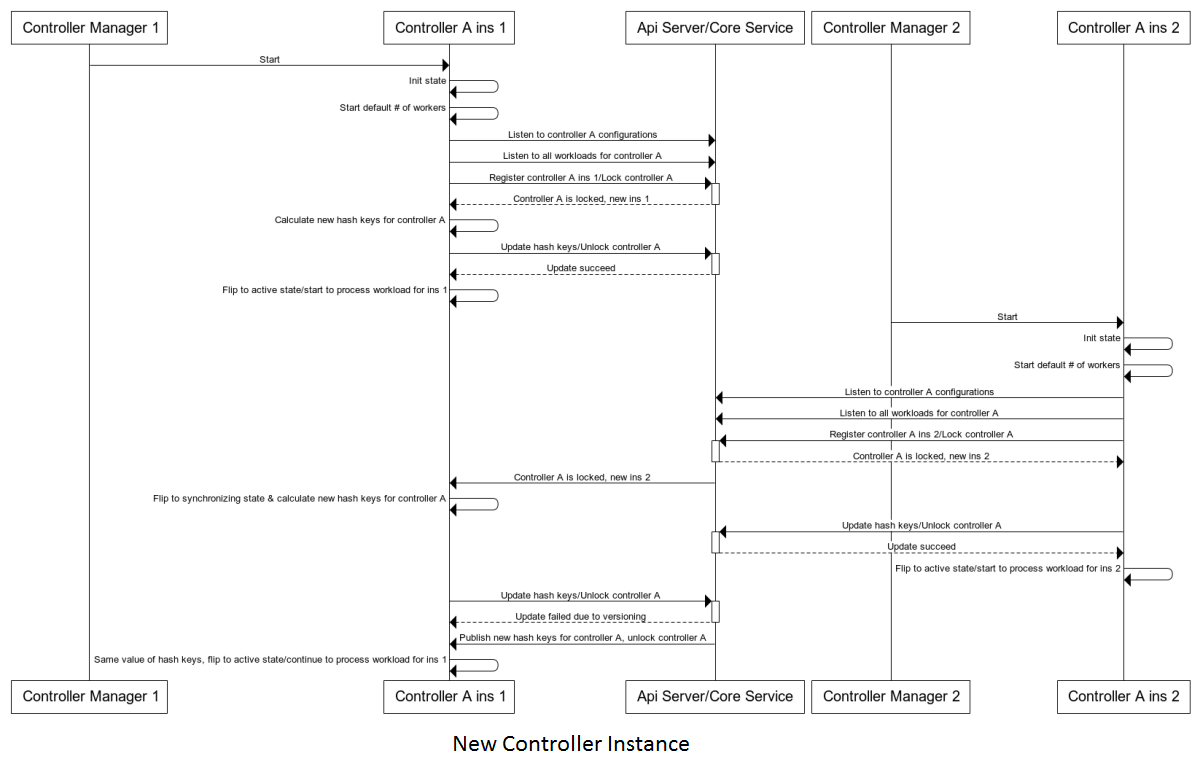 Controller Manager 1
Controller A ins 1
Api Server/Core Service
Controller Manager 2
Controller A ins 2
Start
Init state
Start default # of workers
Listen to controller A configurations
Listen to all workloads for controller A
Register controller A ins 1/Lock controller A
Controller A is locked, new ins 1
Calculate new hash keys for controller A
Update hash keys/Unlock controller A
Update succeed
Flip to active state/start to process workload for ins 1
Start
Init state
Start default # of workers
Listen to controller A configurations
Listen to all workloads for controller A
Register controller A ins 2/Lock controller A
Controller A is locked, new ins 2
Controller A is locked, new ins 2
Flip to synchronizing state & calculate new hash keys for controller A
Update hash keys/Unlock controller A
Update succeed
Flip to active state/start to process workload for ins 2
Update hash keys/Unlock controller A
Update failed due to versioning
Publish new hash keys for controller A, unlock controller A
Same value of hash keys, flip to active state/continue to process workload for ins 1
Controller Manager 1
Controller A ins 1
Api Server/Core Service
Controller Manager 2
Controller A ins 2
New Controller Instance